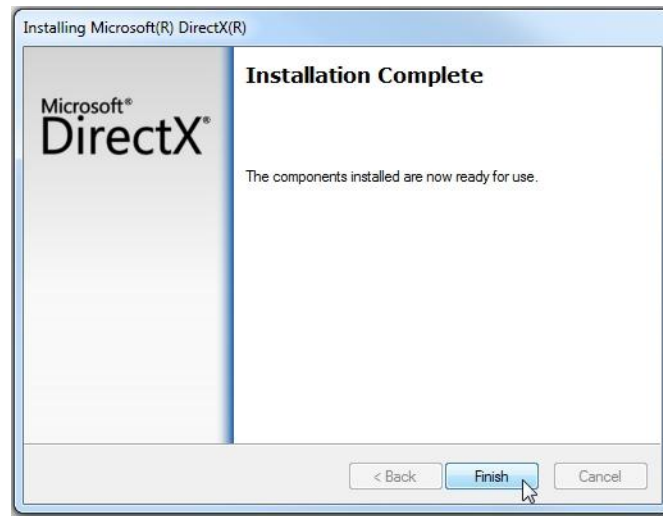 Installing Microsoft(R) DirectX(R)
Installation Complete
Microsoft®
DirectX®
The components installed are now ready for use.
< Back Finish Cancel